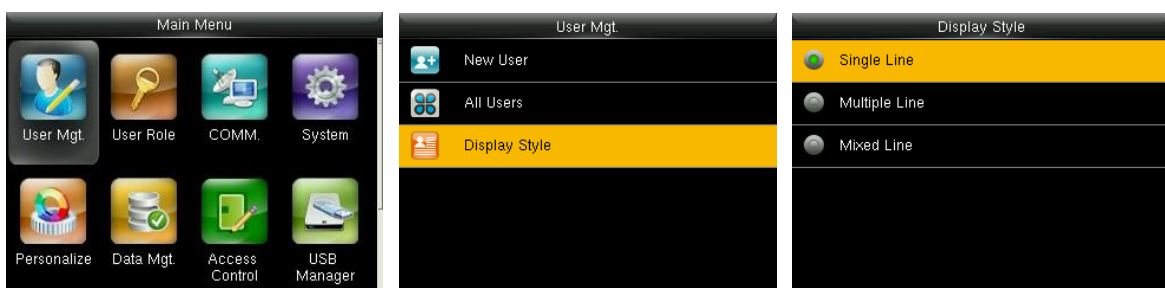 Main Menu
User Mgt.
User Role
COMM.
System
Personalize
Data Mgt.
Access
Control
USB
Manager
User Mgt.
New User
All Users
Display Style
Display Style
Single Line
Multiple Line
Mixed Line